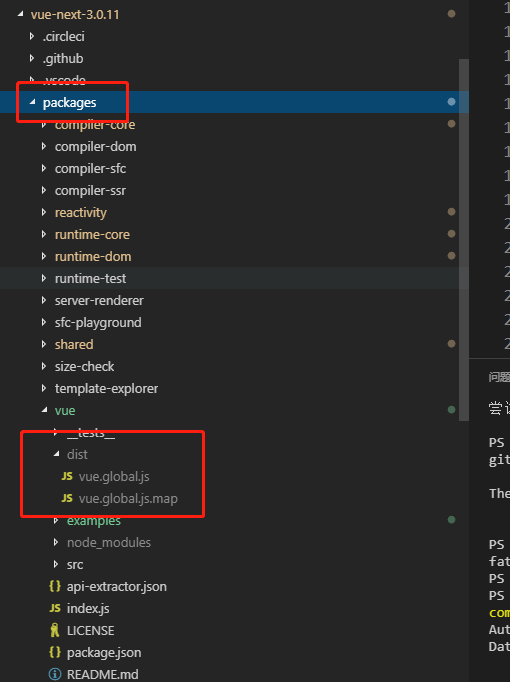 vue-next-3.0.11
.circleci
.github
.vscode
packages
compiler-core
compiler-dom
compiler-sfc
compiler-ssr
reactivity
runtime-core
runtime-dom
runtime-test
server-renderer
sfc-playground
shared
size-check
template-explorer
vue
__tests__
dist
JS vue.global.js
JS vue.global.js.map
examples
node_modules
src
{} api-extractor.json
JS index.js
LICENSE
{} package.json
README.md
1
1
1
1
1
1
1
1
1
2
2
2
2
2
2
问题
尝试
PS
git
The
PS
fat
PS
PS
com
Aut
Dat